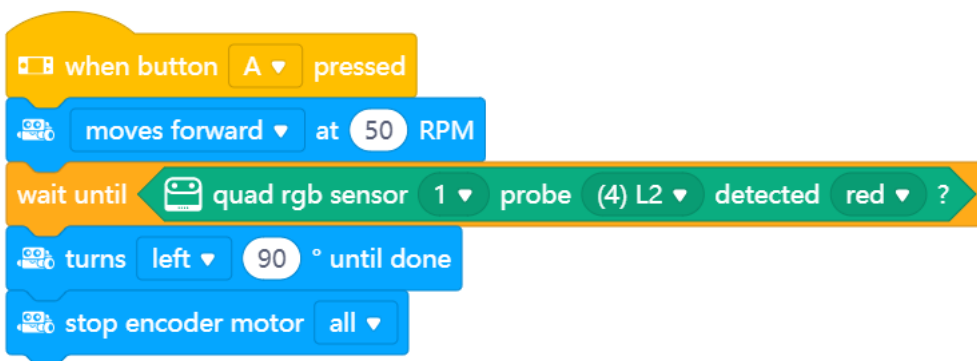 when button A pressed
moves forward at 50 RPM
wait until quad rgb sensor 1 probe (4) L2 detected red ?
turns left 90 ° until done
stop encoder motor all